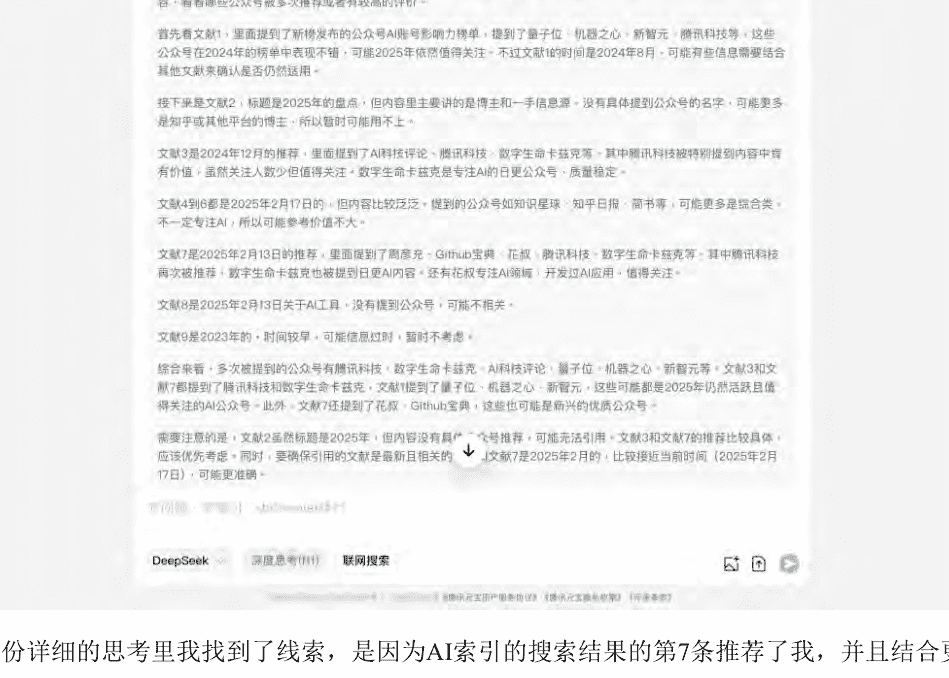 容，看看哪些公众号被多次推荐或者有较高的评价。
首先看文献1，里面提到了新榜发布的公众号AI账号影响力榜单，提到了量子位、机器之心、新智元、腾讯科技等，这些
公众号在2024年的榜单中表现不错，可能2025年依然值得关注。不过文献1的时间是2024年8月，可能有些信息需要结合
其他文献来确认是否仍然适用。
接下来是文献2，标题是2025年的盘点，但内容里主要讲的是博主和一手信息源，没有具体提到公众号的名字，可能更多
是知乎或其他平台的博主，所以暂时可能用不上。
文献3是2024年12月的推荐，里面提到了AI科技评论、腾讯科技、数字生命卡兹克等，其中腾讯科技被特别提到内容中肯
有价值，虽然关注人数少但值得关注。数字生命卡兹克是专注AI的日更公众号，质量稳定。
文献4到6都是2025年2月17日的，但内容比较泛泛，提到的公众号如知识星球、知乎日报、简书等，可能更多是综合类，
不一定专注AI，所以可能参考价值不大。
文献7是2025年2月13日的推荐，里面提到了周彦充、Github宝典、花叔、腾讯科技、数字生命卡兹克等，其中腾讯科技
再次被推荐，数字生命卡兹克也被提到日更AI内容。还有花叔专注AI领域，开发过AI应用，值得关注。
文献8是2025年2月13日关于AI工具，没有提到公众号，可能不相关。
文献9是2023年的，时间较早，可能信息过时，暂时不考虑。
综合来看，多次被提到的公众号有腾讯科技、数字生命卡兹克、AI科技评论、量子位、机器之心、新智元等。文献3和文
献7都提到了腾讯科技和数字生命卡兹克，文献1提到了量子位、机器之心、新智元，这些可能都是2025年仍然活跃且值
得关注的AI公众号。此外，文献7还提到了花叔、Github宝典，这些也可能是新兴的优质公众号。
需要注意的是，文献2虽然标题是2025年，但内容没有具体公众号推荐，可能无法引用。文献3和文献7的推荐比较具体，
应该优先考虑。同时，要确保引用的文献是最新且相关的，文献7是2025年2月的，比较接近当前时间（2025年2月
17日），可能更准确。
DeepSeek 深度思考(R1) 联网搜索
份详细的思考里我找到了线索，是因为AI索引的搜索结果的第7条推荐了我，并且结合更